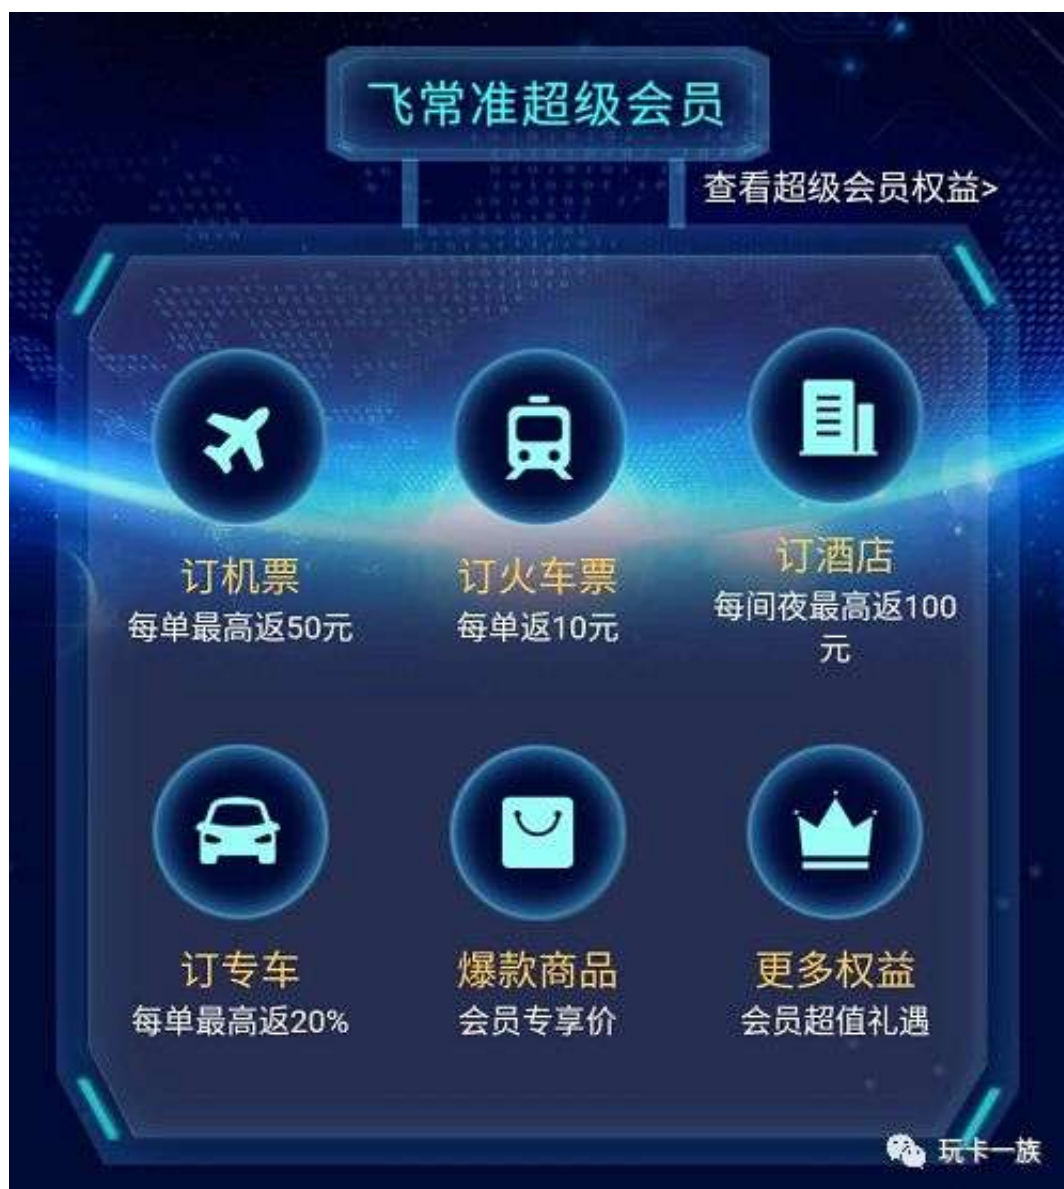 飞常准超级会员
查看超级会员权益>
订机票
每单最高返50元
订火车票
每单返10元
订酒店
每间夜最高返100
元
订专车
每单最高返20%
爆款商品
会员专享价
更多权益
会员超值礼遇
玩卡一族